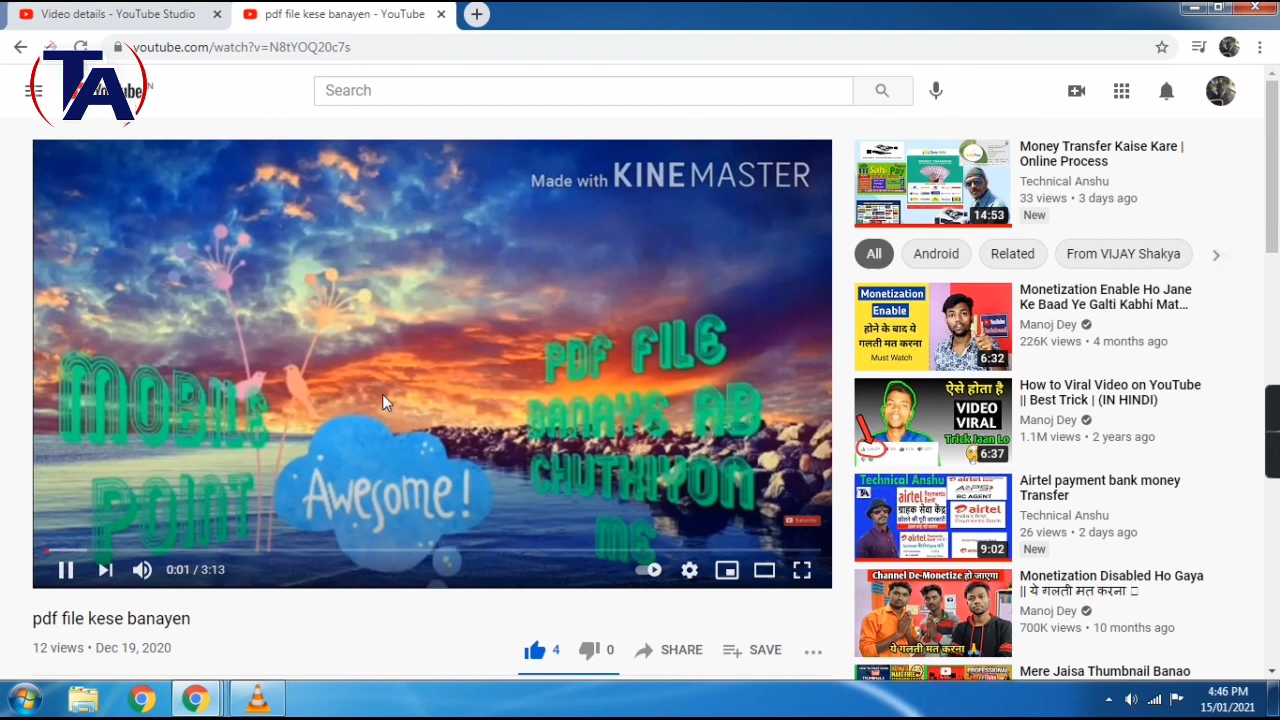 Video details - YouTube Studio
pdf file kese banayen - YouTube
youtube.com/watch?v=N8tYOQ20c7s
TA
Search
Made with KINEMASTER
MOBILE
PDF FILE
Awesome!
Subscribe
0:01 / 3:13
pdf file kese banayen
12 views • Dec 19, 2020
4
0
SHARE
SAVE
14:53
Money Transfer Kaise Kare |
Online Process
Technical Anshu
33 views • 3 days ago
New
All
Android
Related
From VIJAY Shakya
Monetization
Enable
होने के बाद ये
गलती मत करना
Must Watch
6:32
Monetization Enable Ho Jane
Ke Baad Ye Galti Kabhi Mat...
Manoj Dey
226K views • 4 months ago
ऐसे होता है
VIDEO
VIRAL
Trick Jaan Lo
6:37
How to Viral Video on YouTube
|| Best Trick | (IN HINDI)
Manoj Dey
1.1M views • 2 years ago
Technical Anshu
TA
airtel
ग्राहक सेवा केंद्र
AEPS
BC AGENT
airtel
9:02
Airtel payment bank money
Transfer
Technical Anshu
26 views • 2 days ago
New
Channel De-Monetize हो जाएगा
ये गलती मत करना
Monetization Disabled Ho Gaya
|| ये गलती मत करना
Manoj Dey
700K views • 10 months ago
Mere Jaisa Thumbnail Banao
4:46 PM
15/01/2021